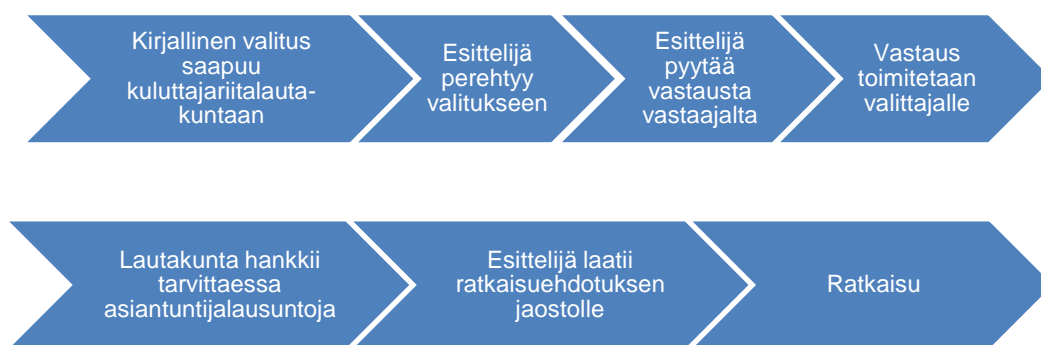 Kirjallinen valitus
saapuu
kuluttajariitalauta-
kuntaan
Esittelijä
perehtyy
valitukseen
Esittelijä
pyytää
vastausta
vastaajalta
Vastaus
toimitetaan
valittajalle
Lautakunta hankkii
tarvittaessa
asiantuntijalausuntoja
Esittelijä laatii
ratkaisuehdotuksen
jaostolle
Ratkaisu